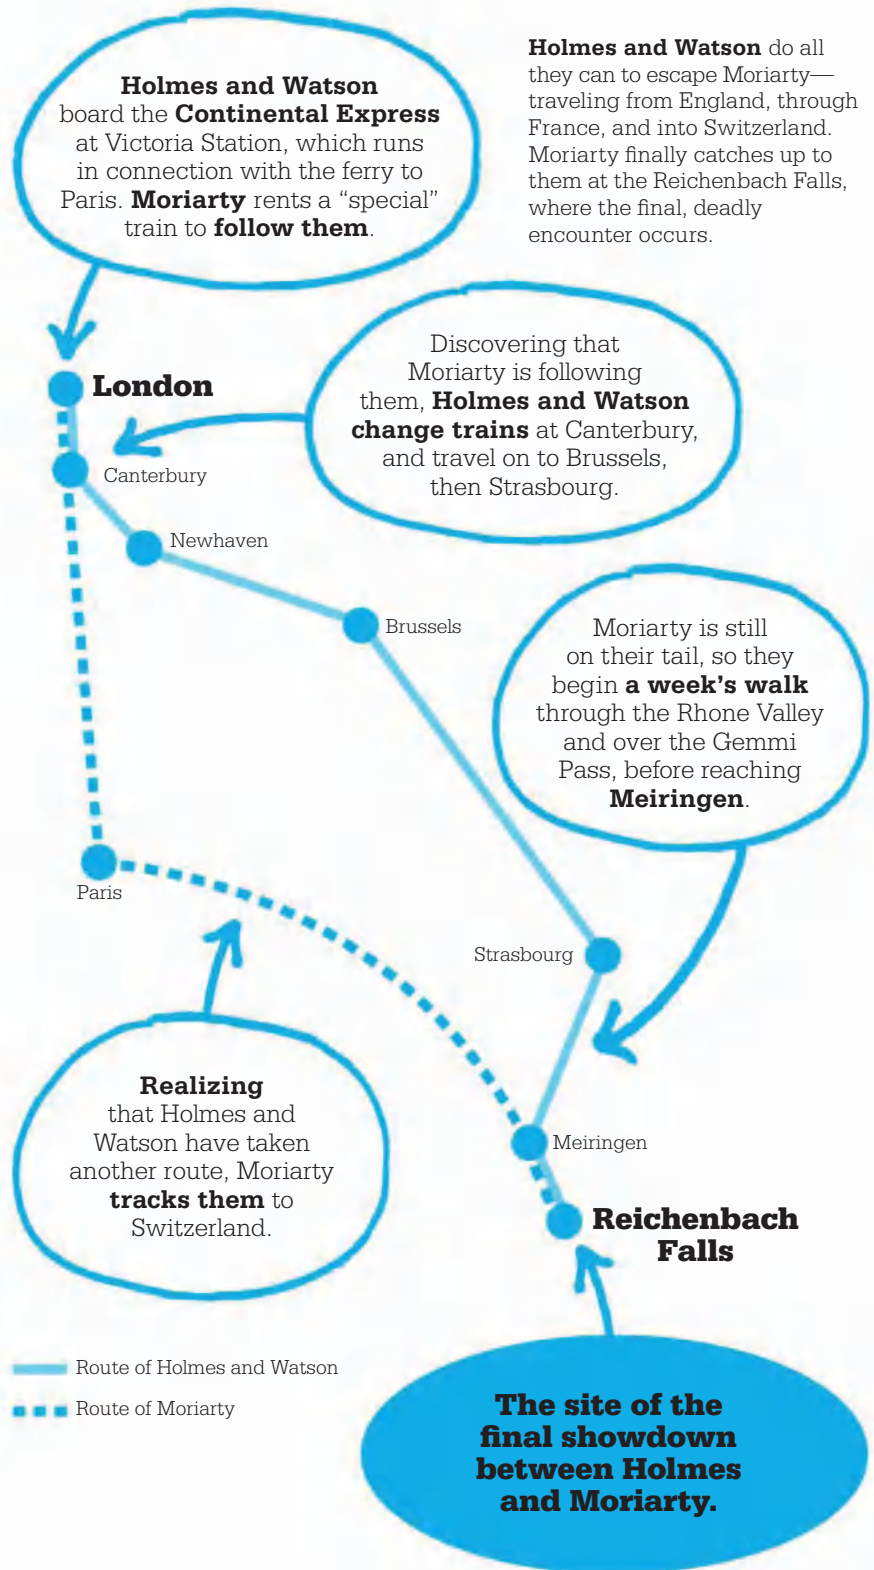 Holmes and Watson
board the Continental Express
at Victoria Station, which runs
in connection with the ferry to
Paris. Moriarty rents a “special”
train to follow them.
Holmes and Watson do all
they can to escape Moriarty—
traveling from England, through
France, and into Switzerland.
Moriarty finally catches up to
them at the Reichenbach Falls,
where the final, deadly
encounter occurs.
Discovering that
Moriarty is following
them, Holmes and Watson
change trains at Canterbury,
and travel on to Brussels,
then Strasbourg.
London
Canterbury
Newhaven
Brussels
Moriarty is still
on their tail, so they
begin a week’s walk
through the Rhone Valley
and over the Gemmi
Pass, before reaching
Meiringen.
Paris
Strasbourg
Realizing
that Holmes and
Watson have taken
another route, Moriarty
tracks them to
Switzerland.
Meiringen
Reichenbach
Falls
Route of Holmes and Watson
Route of Moriarty
The site of the
final showdown
between Holmes
and Moriarty.